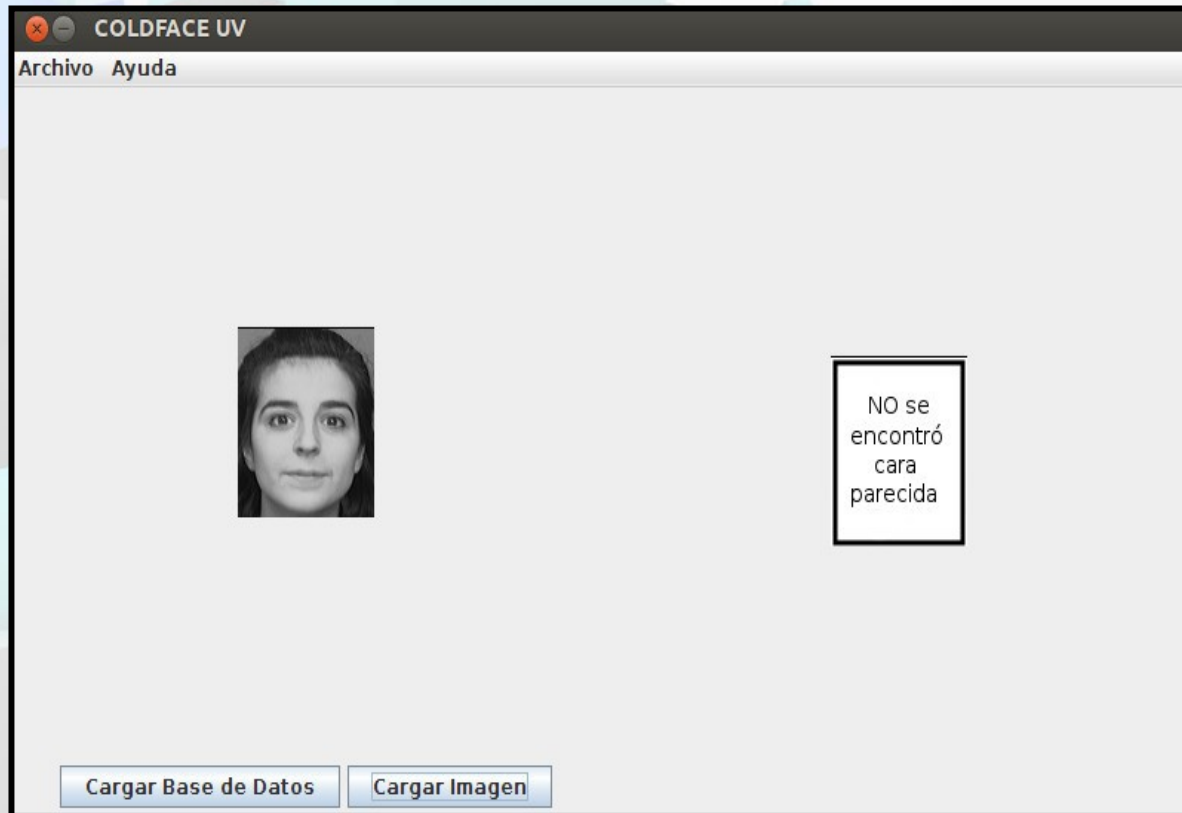 COLDFACE UV
Archivo Ayuda
NO se
encontró
cara
parecida
Cargar Base de Datos Cargar Imagen